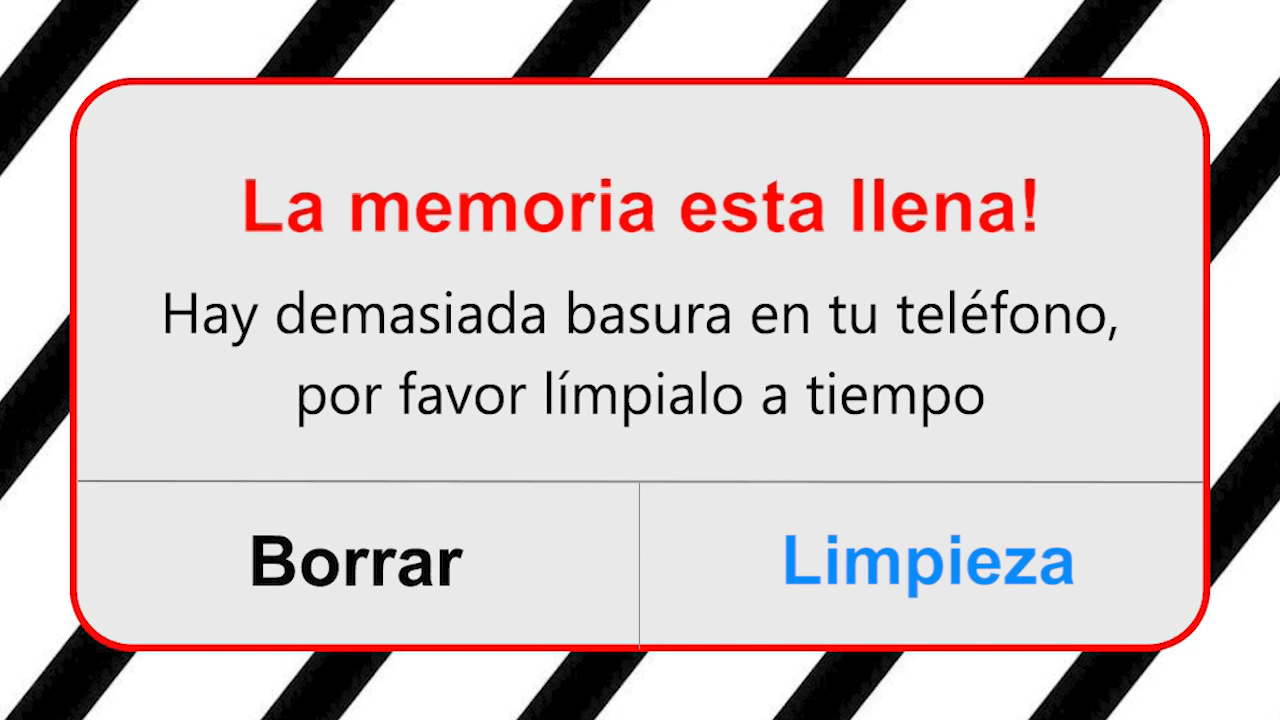 La memoria esta llena!
Hay demasiada basura en tu teléfono,
por favor límpialo a tiempo
Borrar
Limpieza